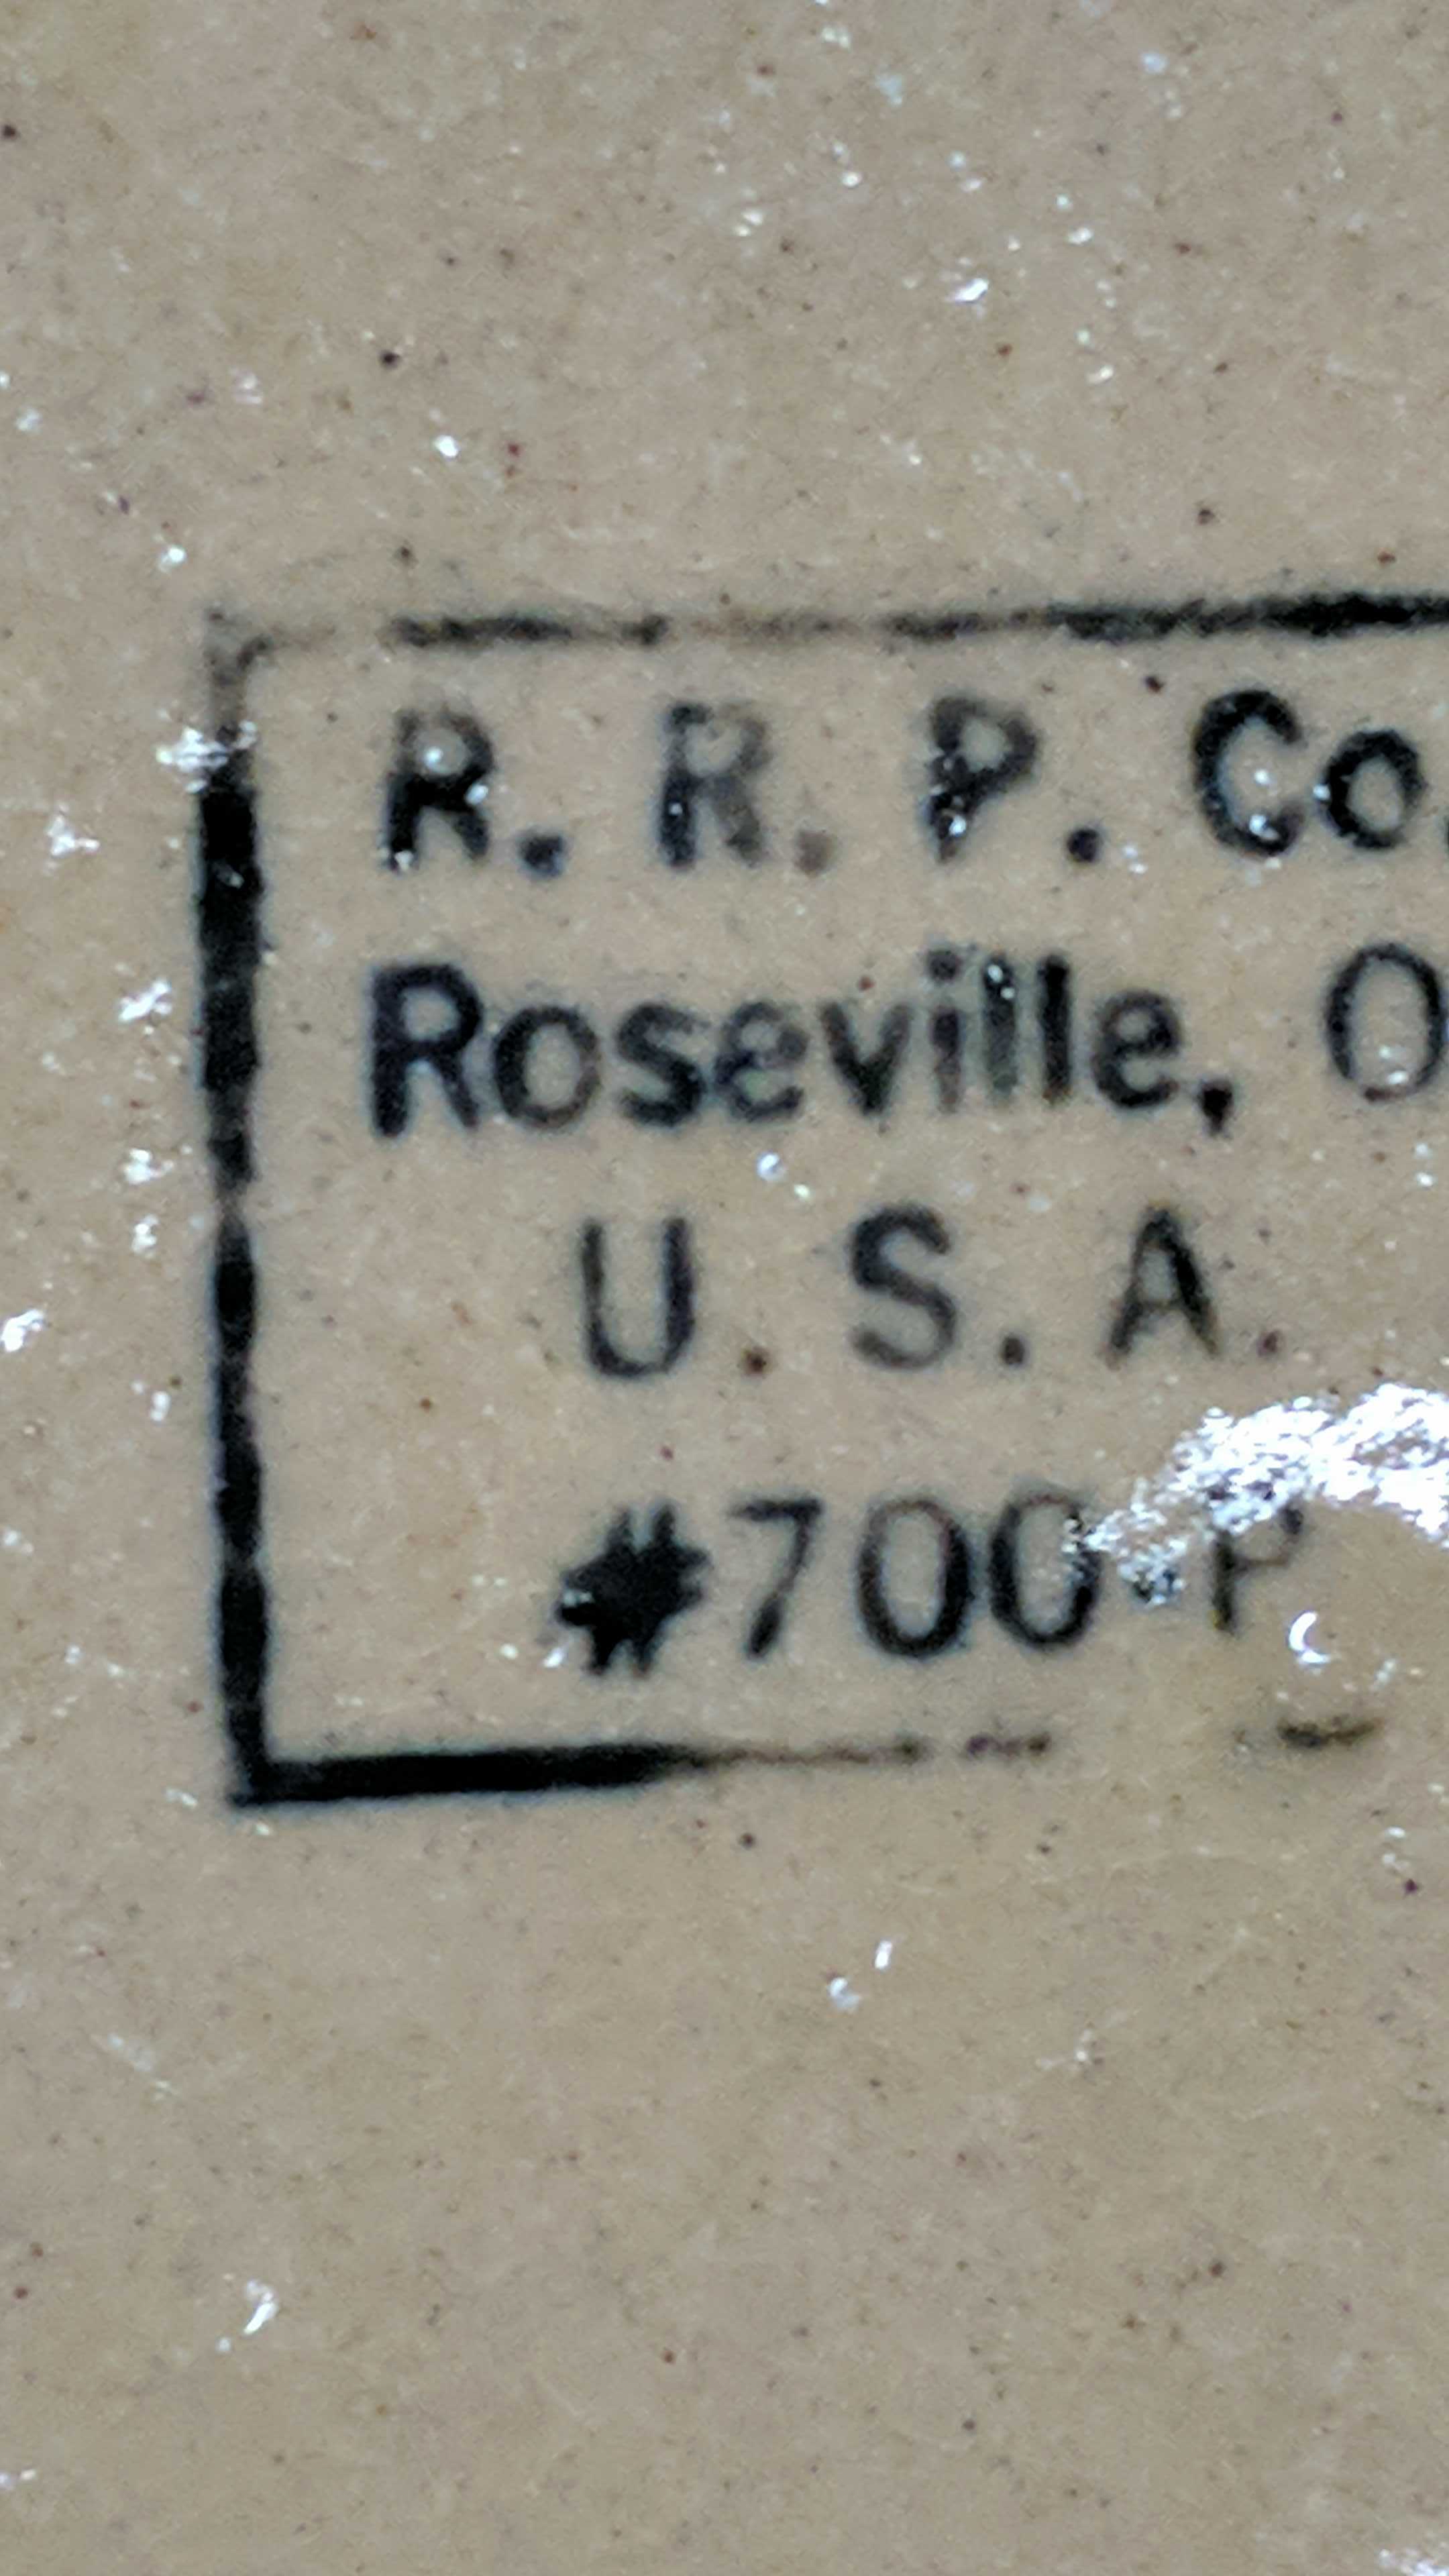 R. R. P. Co.
Roseville, O
U. S. A.
#700-P